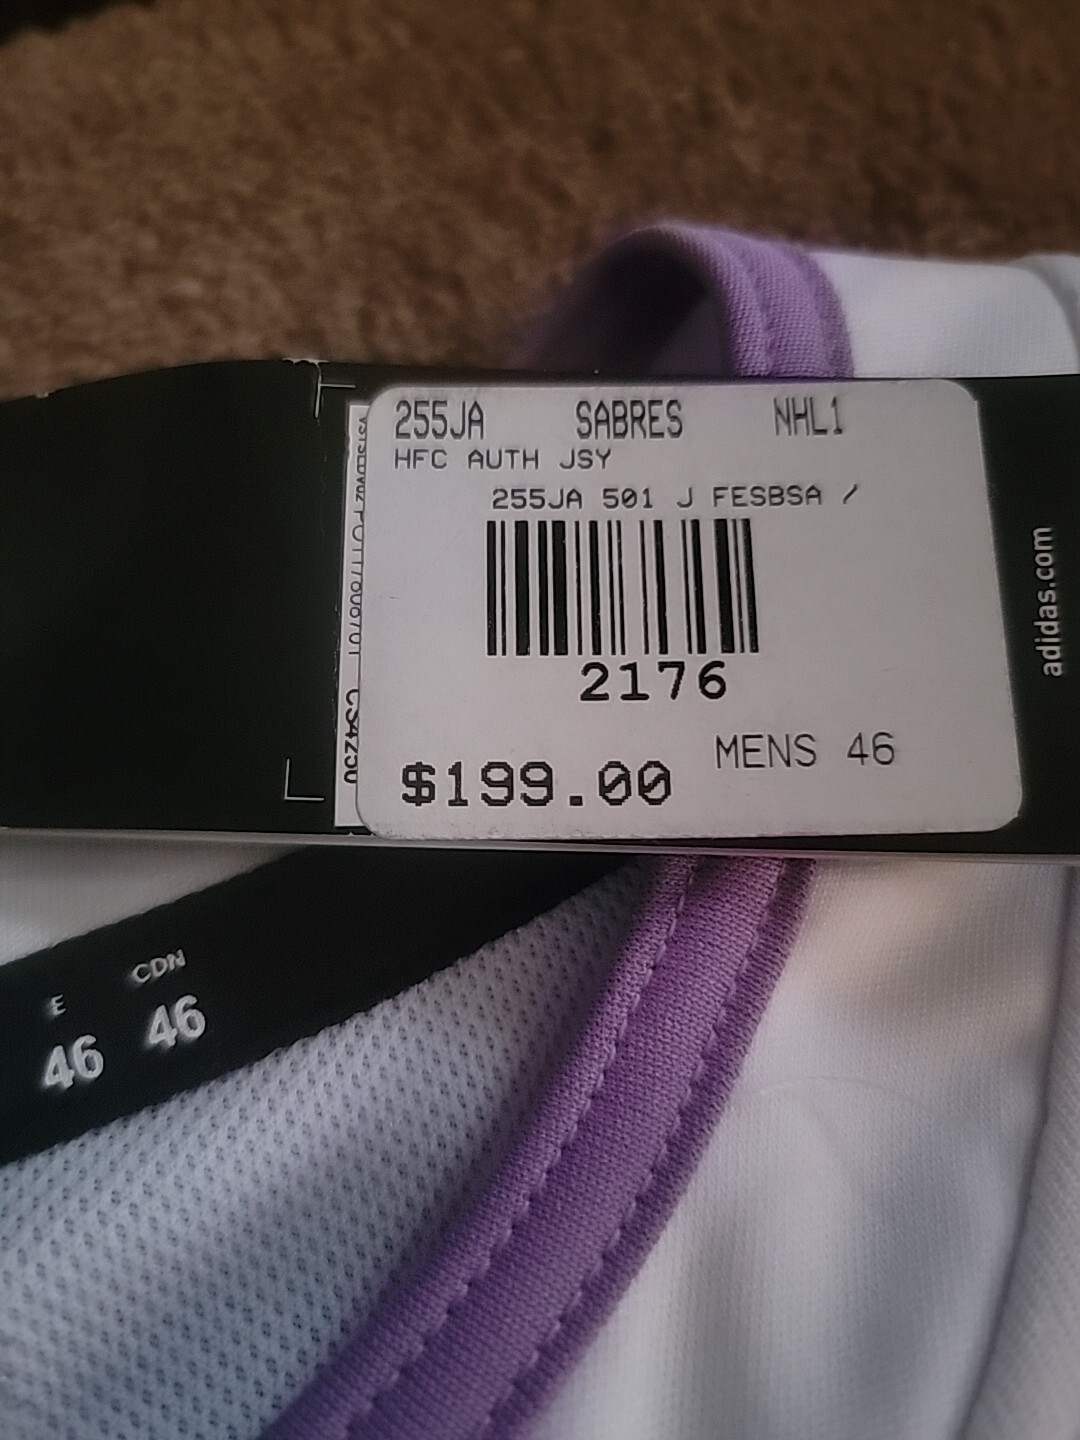 255JA SABRES NHL1
HFC AUTH JSY
255JA 501 J FESBSA /
2176
MENS 46
$199.00
adidas.com
E CDN
46 46